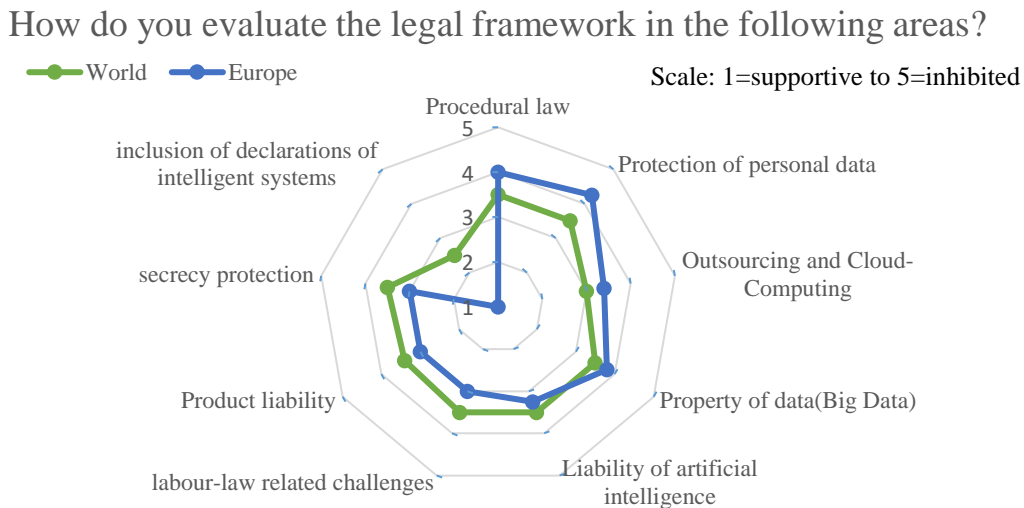 How do you evaluate the legal framework in the following areas?
World
Europe
Scale: 1=supportive to 5=inhibited
Procedural law
5
4
3
2
1
Protection of personal data
Outsourcing and Cloud-
Computing
Property of data(Big Data)
Liability of artificial
intelligence
labour-law related challenges
Product liability
secrecy protection
inclusion of declarations of
intelligent systems